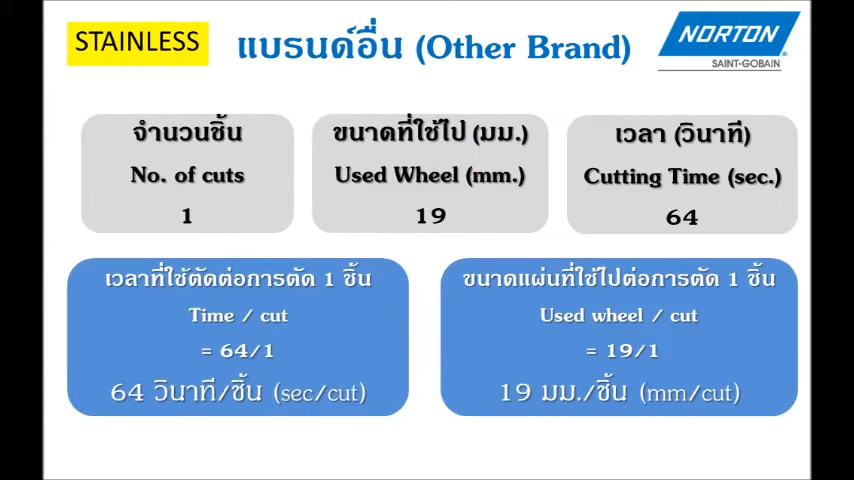 STAINLESS
แบรนด์อื่น (Other Brand)
NORTON
SAINT-GOBAIN
จำนวนชิ้น
No. of cuts
1
ขนาดที่ใช้ไป (มม.)
Used Wheel (mm.)
19
เวลา (วินาที)
Cutting Time (sec.)
64
เวลาที่ใช้ตัดต่อการตัด 1 ชิ้น
Time / cut
= 64/1
64 วินาที/ชิ้น (sec/cut)
ขนาดแผ่นที่ใช้ไปต่อการตัด 1 ชิ้น
Used wheel / cut
= 19/1
19 มม./ชิ้น (mm/cut)